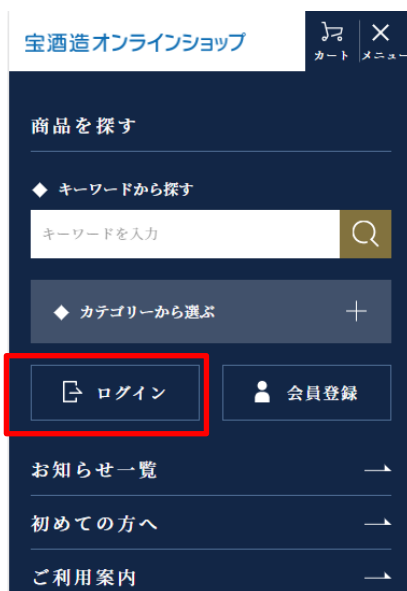 宝酒造オンラインショップ
カート
メニュー
商品を探す
◆ キーワードから探す
キーワードを入力
◆ カテゴリーから選ぶ
ログイン
会員登録
お知らせ一覧
初めての方へ
ご利用案内